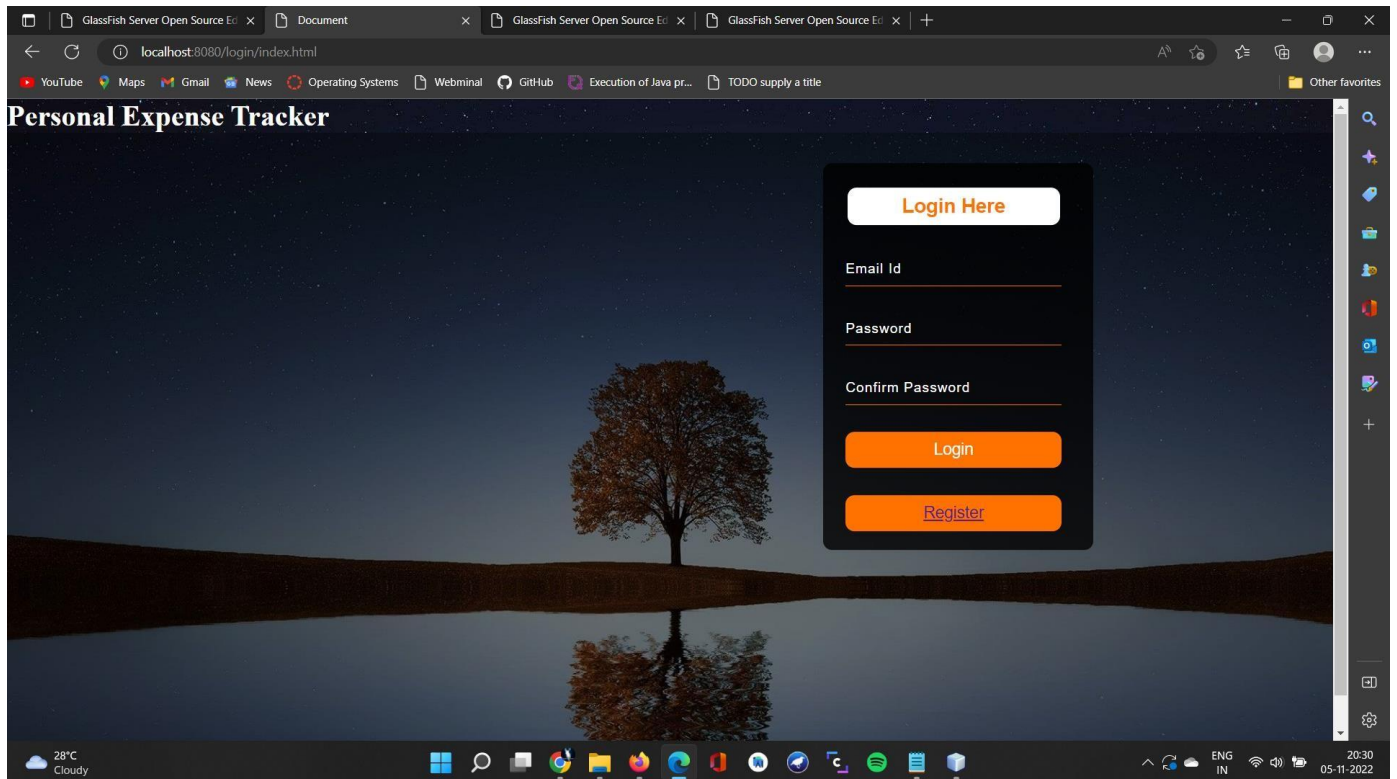 GlassFish Server Open Source Ed
Document
GlassFish Server Open Source Ed
GlassFish Server Open Source Ed
localhost:8080/login/index.html
YouTube Maps Gmail News Operating Systems Webminal GitHub Execution of Java pr... TODO supply a title Other favorites
Personal Expense Tracker
Login Here
Email Id
Password
Confirm Password
Login
Register
28°C
Cloudy
ENG
IN
20:30
05-11-2022